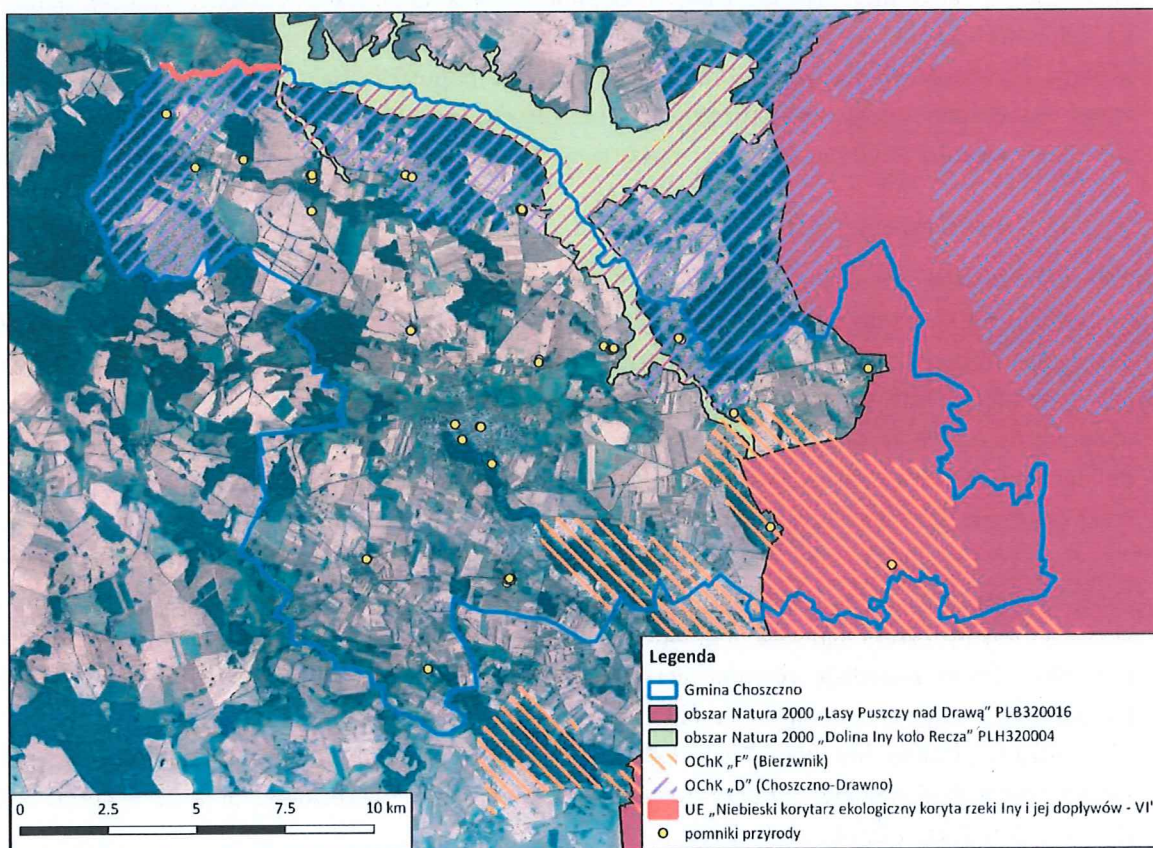 Legenda
Gmina Choszczno
obszar Natura 2000 „Lasy Puszczy nad Drawą” PLB320016
obszar Natura 2000 „Dolina Iny koło Recza” PLH320004
OChK „F” (Bierzwnik)
OChK „D” (Choszczno-Drawno)
UE „Niebieski korytarz ekologiczny koryta rzeki Iny i jej dopływów - VI"
pomniki przyrody
0 2.5 5 7.5 10 km